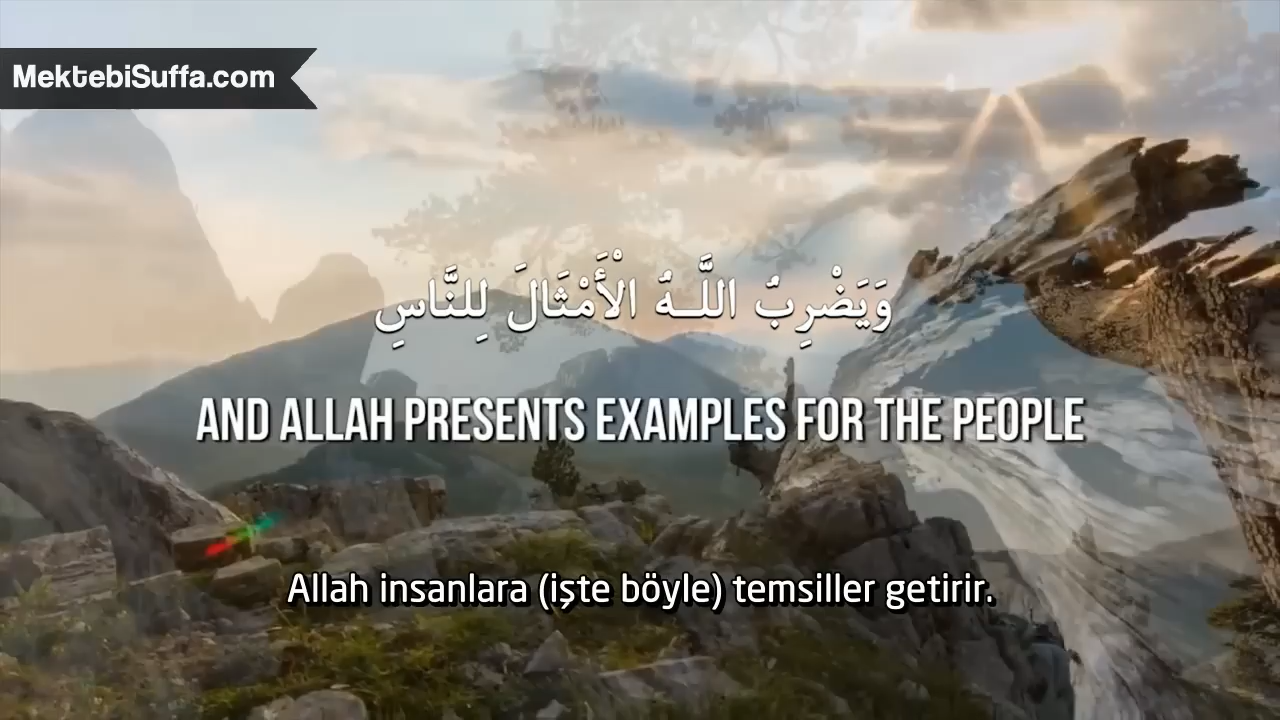 MektebiSuffa.com
وَيَضْرِبُ اللَّـهُ الْأَمْثَالَ لِلنَّاسِ
AND ALLAH PRESENTS EXAMPLES FOR THE PEOPLE
Allah insanlara (işte böyle) temsiller getirir.